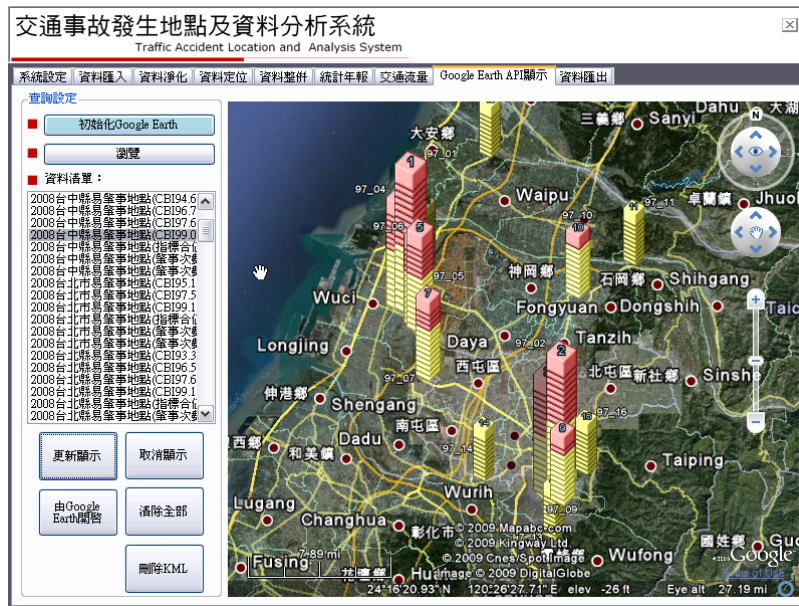 交通事故發生地點及資料分析系統
Traffic Accident Location and Analysis System
系統設定 資料匯入 資料淨化 資料定位 資料整併 統計年報 交通流量 Google Earth API顯示 資料匯出
查詢設定
初始化Google Earth
瀏覽
資料清單：
2008台中縣易肇事地點(CBI94.6
2008台中縣易肇事地點(CBI96.7
2008台中縣易肇事地點(CBI97.6
2008台中縣易肇事地點(CBI99.0
2008台中縣易肇事地點(指標合
2008台中縣易肇事地點(肇事次
2008台中縣易肇事地點(肇事次
2008台北市易肇事地點(CBI95.1
2008台北市易肇事地點(CBI97.5
2008台北市易肇事地點(CBI99.1
2008台北市易肇事地點(指標合
2008台北市易肇事地點(肇事次
2008台北市易肇事地點(肇事次
2008台北縣易肇事地點(CBI93.3
2008台北縣易肇事地點(CBI96.5
2008台北縣易肇事地點(CBI97.6
2008台北縣易肇事地點(CBI99.1
2008台北縣易肇事地點(指標合
2008台北縣易肇事地點(肇事次
更新顯示
取消顯示
由Google
Earth開啓
清除全部
刪除KML
Dahu
大湖
三義鄉
Sanyi
N
大安鄉
97_01
1
97_04
Waipu
卓蘭鎮
Jhuol
97_10
11
97_11
97_06
5
10
97_05
神岡鄉
石岡鄉
Shihgang
Wuci
7
Fongyuan
Dongshih
Taic
Longjing
Daya
97_02
Tanzih
2
西屯區
北屯區
新社鄉
Sinshe
97_07
伸港鄉
Shengang
97_16
南屯區
14
Dadu
97_14
和美鎮
9
Taiping
Wurih
Lugang
97_09
Changhua
彰化市
97_13
© 2009 Mapabc.com
© 2009 Kingway Ltd.
© 2009 Cnes/Spot Image
Image © 2009 DigitalGlobe
Wufong
國姓鄉
Guo
Fusing
7.89 mi
©2009 Google
Terms of Use
24°16'20.93" N 120°26'27.71" E elev -26 ft Eye alt 27.19 mi